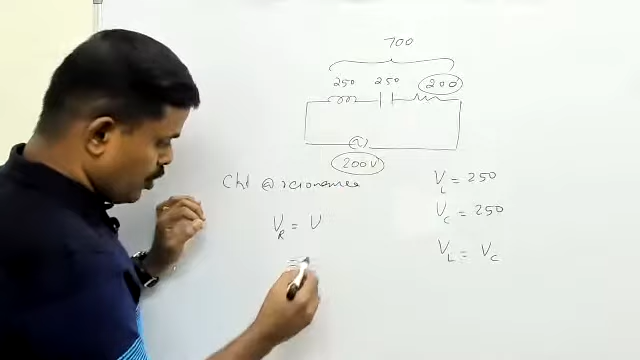 700
250 250 200
200V
Ckt @ resonance
V_L = 250
V_C = 250
V_R = V
V_L = V_C
=